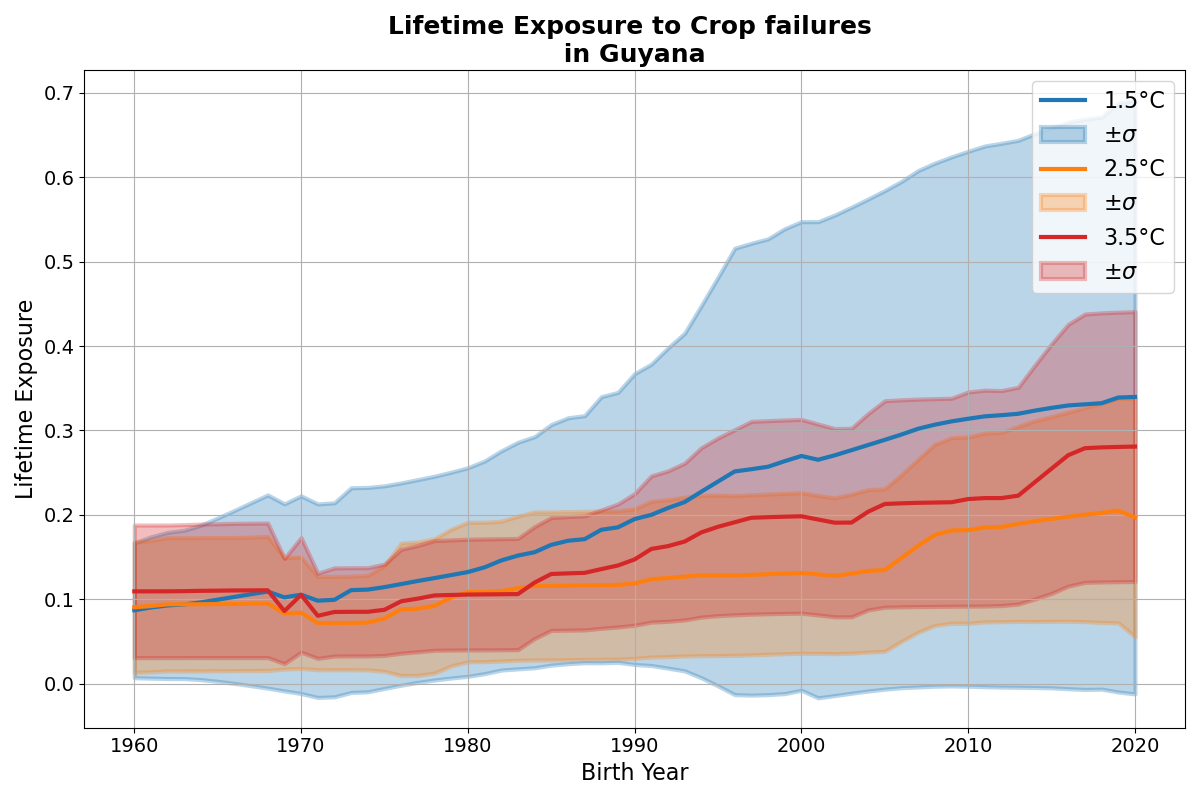 Lifetime Exposure to Crop failures
in Guyana
Lifetime Exposure
0.7
0.6
0.5
0.4
0.3
0.2
0.1
0.0
1960 1970 1980 1990 2000 2010 2020
Birth Year
1.5°C
±σ
2.5°C
±σ
3.5°C
±σ